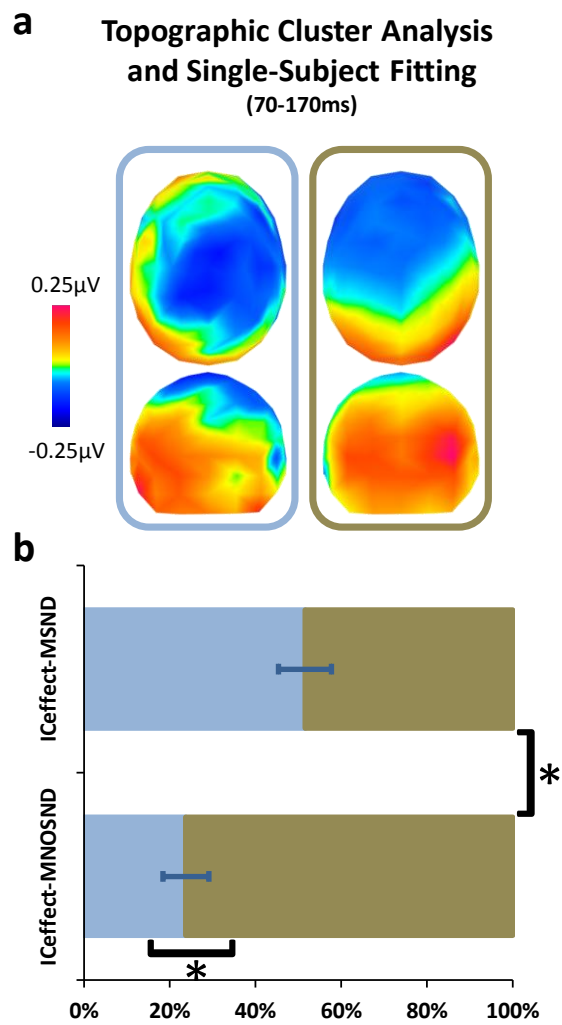 a
Topographic Cluster Analysis
and Single-Subject Fitting
(70-170ms)
0.25µV
-0.25µV
b
ICeffect-MSND
*
ICeffect-MNOSND
*
0%
20%
40%
60%
80%
100%